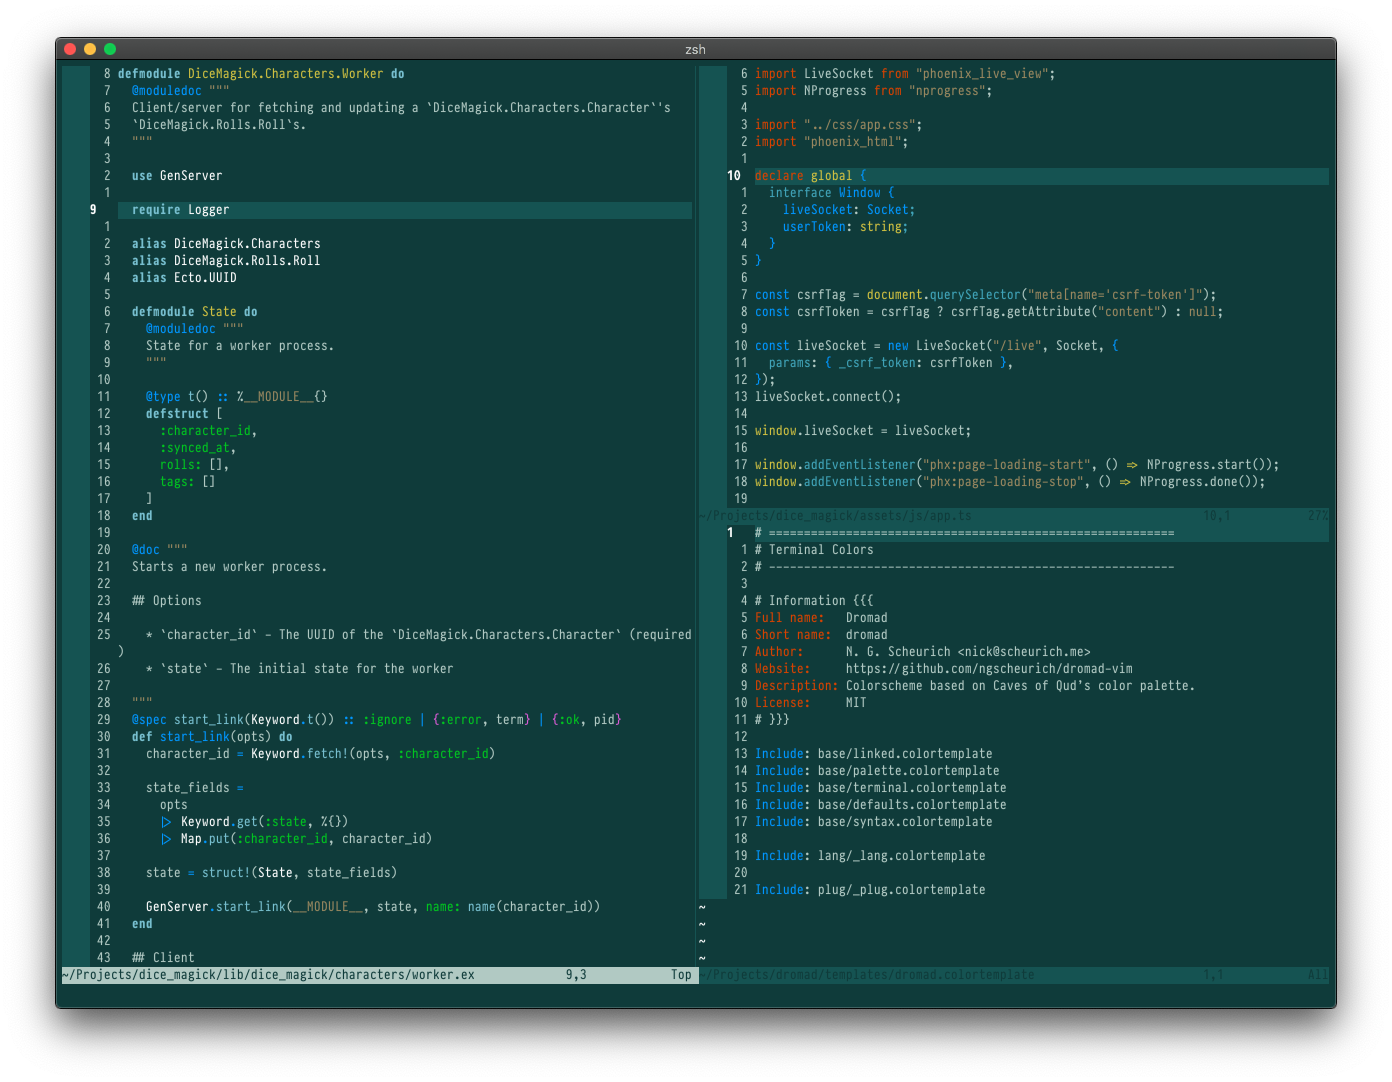 zsh
8 defmodule DiceMagick.Characters.Worker do
7   @moduledoc """
6   Client/server for fetching and updating a `DiceMagick.Characters.Character`'s
5   `DiceMagick.Rolls.Roll`s.
4   """
3
2   use GenServer
1
9   require Logger
1
2   alias DiceMagick.Characters
3   alias DiceMagick.Rolls.Roll
4   alias Ecto.UUID
5
6   defmodule State do
7     @moduledoc """
8     State for a worker process.
9     """
10
11     @type t() :: %__MODULE__{}
12     defstruct [
13       :character_id,
14       :synced_at,
15       rolls: [],
16       tags: []
17     ]
18   end
19
20   @doc """
21   Starts a new worker process.
22
23   ## Options
24
25     * `character_id` - The UUID of the `DiceMagick.Characters.Character` (required
)
26     * `state` - The initial state for the worker
27
28   """
29   @spec start_link(Keyword.t()) :: :ignore | {:error, term} | {:ok, pid}
30   def start_link(opts) do
31     character_id = Keyword.fetch!(opts, :character_id)
32
33     state_fields =
34       opts
35       |> Keyword.get(:state, %{})
36       |> Map.put(:character_id, character_id)
37
38     state = struct!(State, state_fields)
39
40     GenServer.start_link(__MODULE__, state, name: name(character_id))
41   end
42
43   ## Client
~/Projects/dice_magick/lib/dice_magick/characters/worker.ex 9,3 Top
6 import LiveSocket from "phoenix_live_view";
5 import NProgress from "nprogress";
4
3 import "../css/app.css";
2 import "phoenix_html";
1
10 declare global {
1   interface Window {
2     liveSocket: Socket;
3     userToken: string;
4   }
5 }
6
7 const csrfTag = document.querySelector("meta[name='csrf-token']");
8 const csrfToken = csrfTag ? csrfTag.getAttribute("content") : null;
9
10 const liveSocket = new LiveSocket("/live", Socket, {
11   params: { _csrf_token: csrfToken },
12 });
13 liveSocket.connect();
14
15 window.liveSocket = liveSocket;
16
17 window.addEventListener("phx:page-loading-start", () => NProgress.start());
18 window.addEventListener("phx:page-loading-stop", () => NProgress.done());
19
~/Projects/dice_magick/assets/js/app.ts 10,1 27%
1 # ==========================================================
1 # Terminal Colors
2 # ----------------------------------------------------------
3
4 # Information {{{
5 Full name:   Dromad
6 Short name:  dromad
7 Author:      N. G. Scheurich <nick@scheurich.me>
8 Website:     https://github.com/ngscheurich/dromad-vim
9 Description: Colorscheme based on Caves of Qud's color palette.
10 License:     MIT
11 # }}}
12
13 Include: base/linked.colortemplate
14 Include: base/palette.colortemplate
15 Include: base/terminal.colortemplate
16 Include: base/defaults.colortemplate
17 Include: base/syntax.colortemplate
18
19 Include: lang/_lang.colortemplate
20
21 Include: plug/_plug.colortemplate
~
~
~
~
~/Projects/dromad/templates/dromad.colortemplate 1,1 All